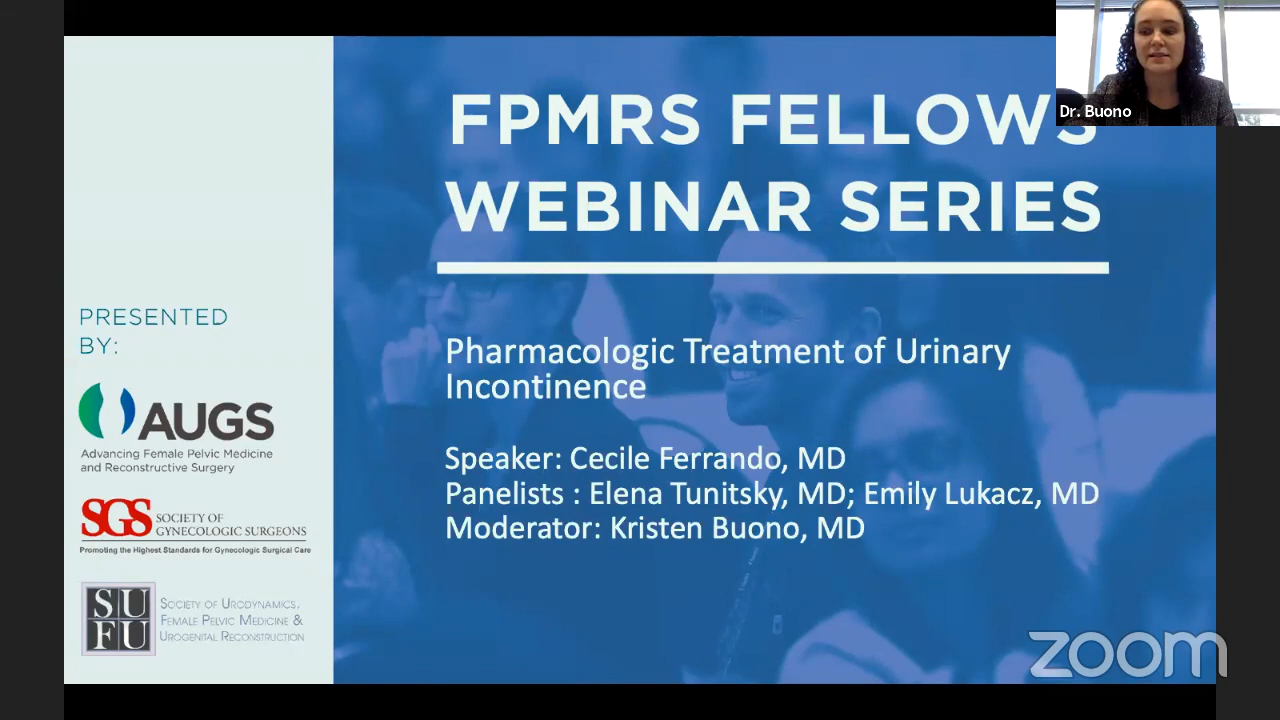 Dr. Buono
FPMRS FELLOWS
WEBINAR SERIES
Pharmacologic Treatment of Urinary
Incontinence
Speaker: Cecile Ferrando, MD
Panelists : Elena Tunitsky, MD; Emily Lukacz, MD
Moderator: Kristen Buono, MD
PRESENTED
BY:
AUGS
Advancing Female Pelvic Medicine
and Reconstructive Surgery
SGS SOCIETY OF
GYNECOLOGIC SURGEONS
Promoting the Highest Standards for Gynecologic Surgical Care
SU
FU
SOCIETY OF URODYNAMICS,
FEMALE PELVIC MEDICINE &
UROGENITAL RECONSTRUCTION
zoom